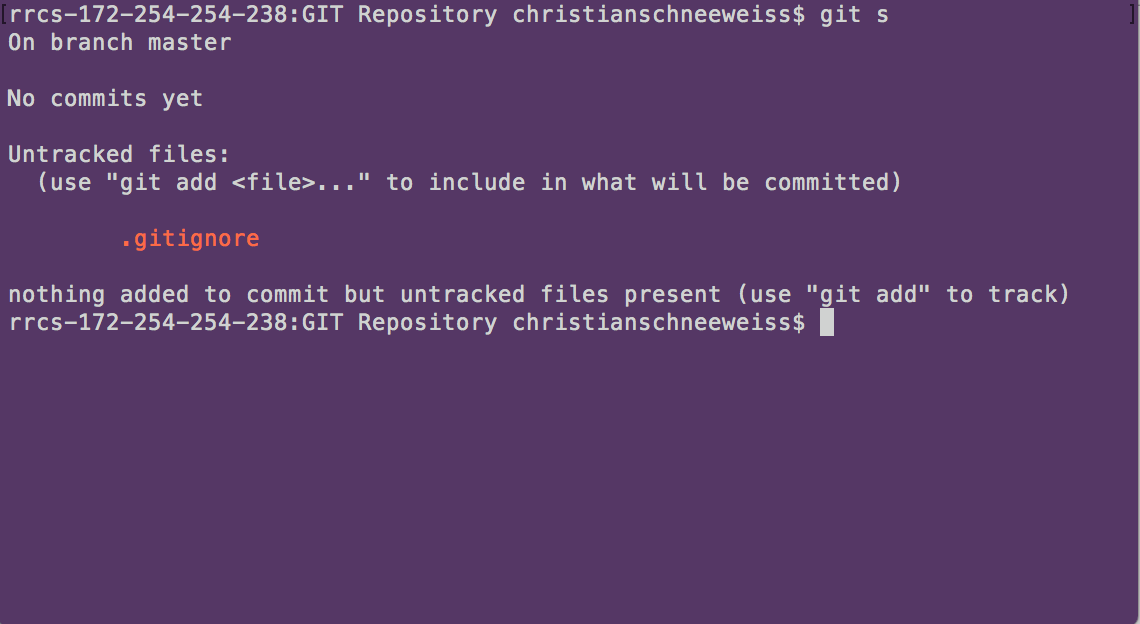 [rrcs-172-254-254-238:GIT Repository christianschneeweiss$ git s ]
On branch master
No commits yet
Untracked files:
(use "git add <file>..." to include in what will be committed)
.gitignore
nothing added to commit but untracked files present (use "git add" to track)
rrcs-172-254-254-238:GIT Repository christianschneeweiss$